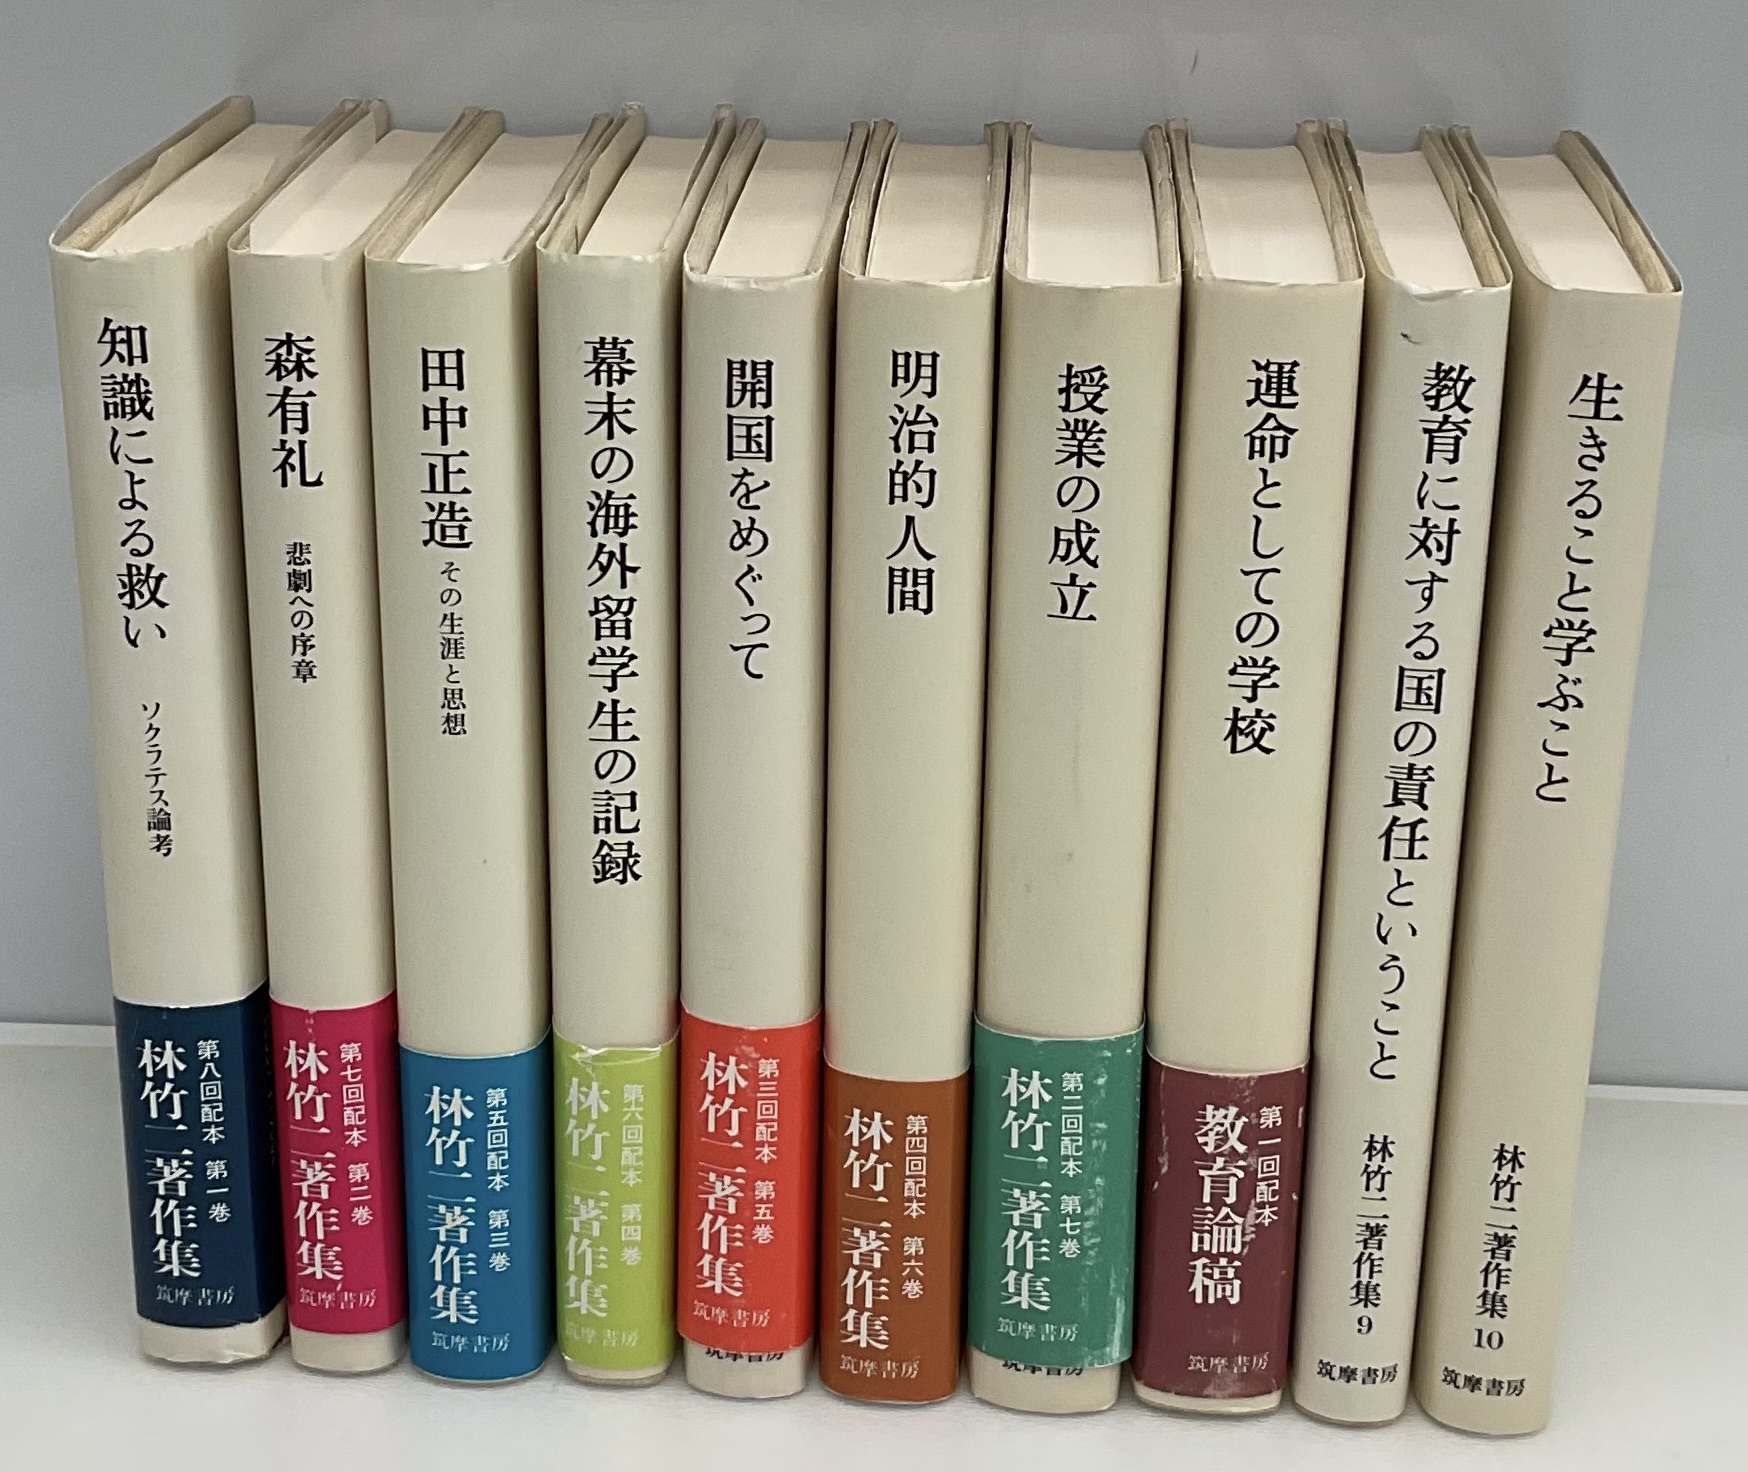 知識による救い
ソクラテス論考
第八回配本 第一巻
林竹二著作集
筑摩書房
森有礼
悲劇への序章
第七回配本 第二巻
林竹二著作集
筑摩書房
田中正造
その生涯と思想
第五回配本 第三巻
林竹二著作集
筑摩書房
幕末の海外留学生の記録
第六回配本 第四巻
林竹二著作集
筑摩書房
開国をめぐって
第三回配本 第五巻
林竹二著作集
筑摩書房
筑摩書房
明治的人間
第四回配本 第六巻
林竹二著作集
筑摩書房
授業の成立
第二回配本 第七巻
林竹二著作集
筑摩書房
筑摩書房
運命としての学校
第一回配本
教育論稿
筑摩書房
教育に対する国の責任ということ
林竹二著作集 9
筑摩書房
生きること学ぶこと
林竹二著作集 10
筑摩書房